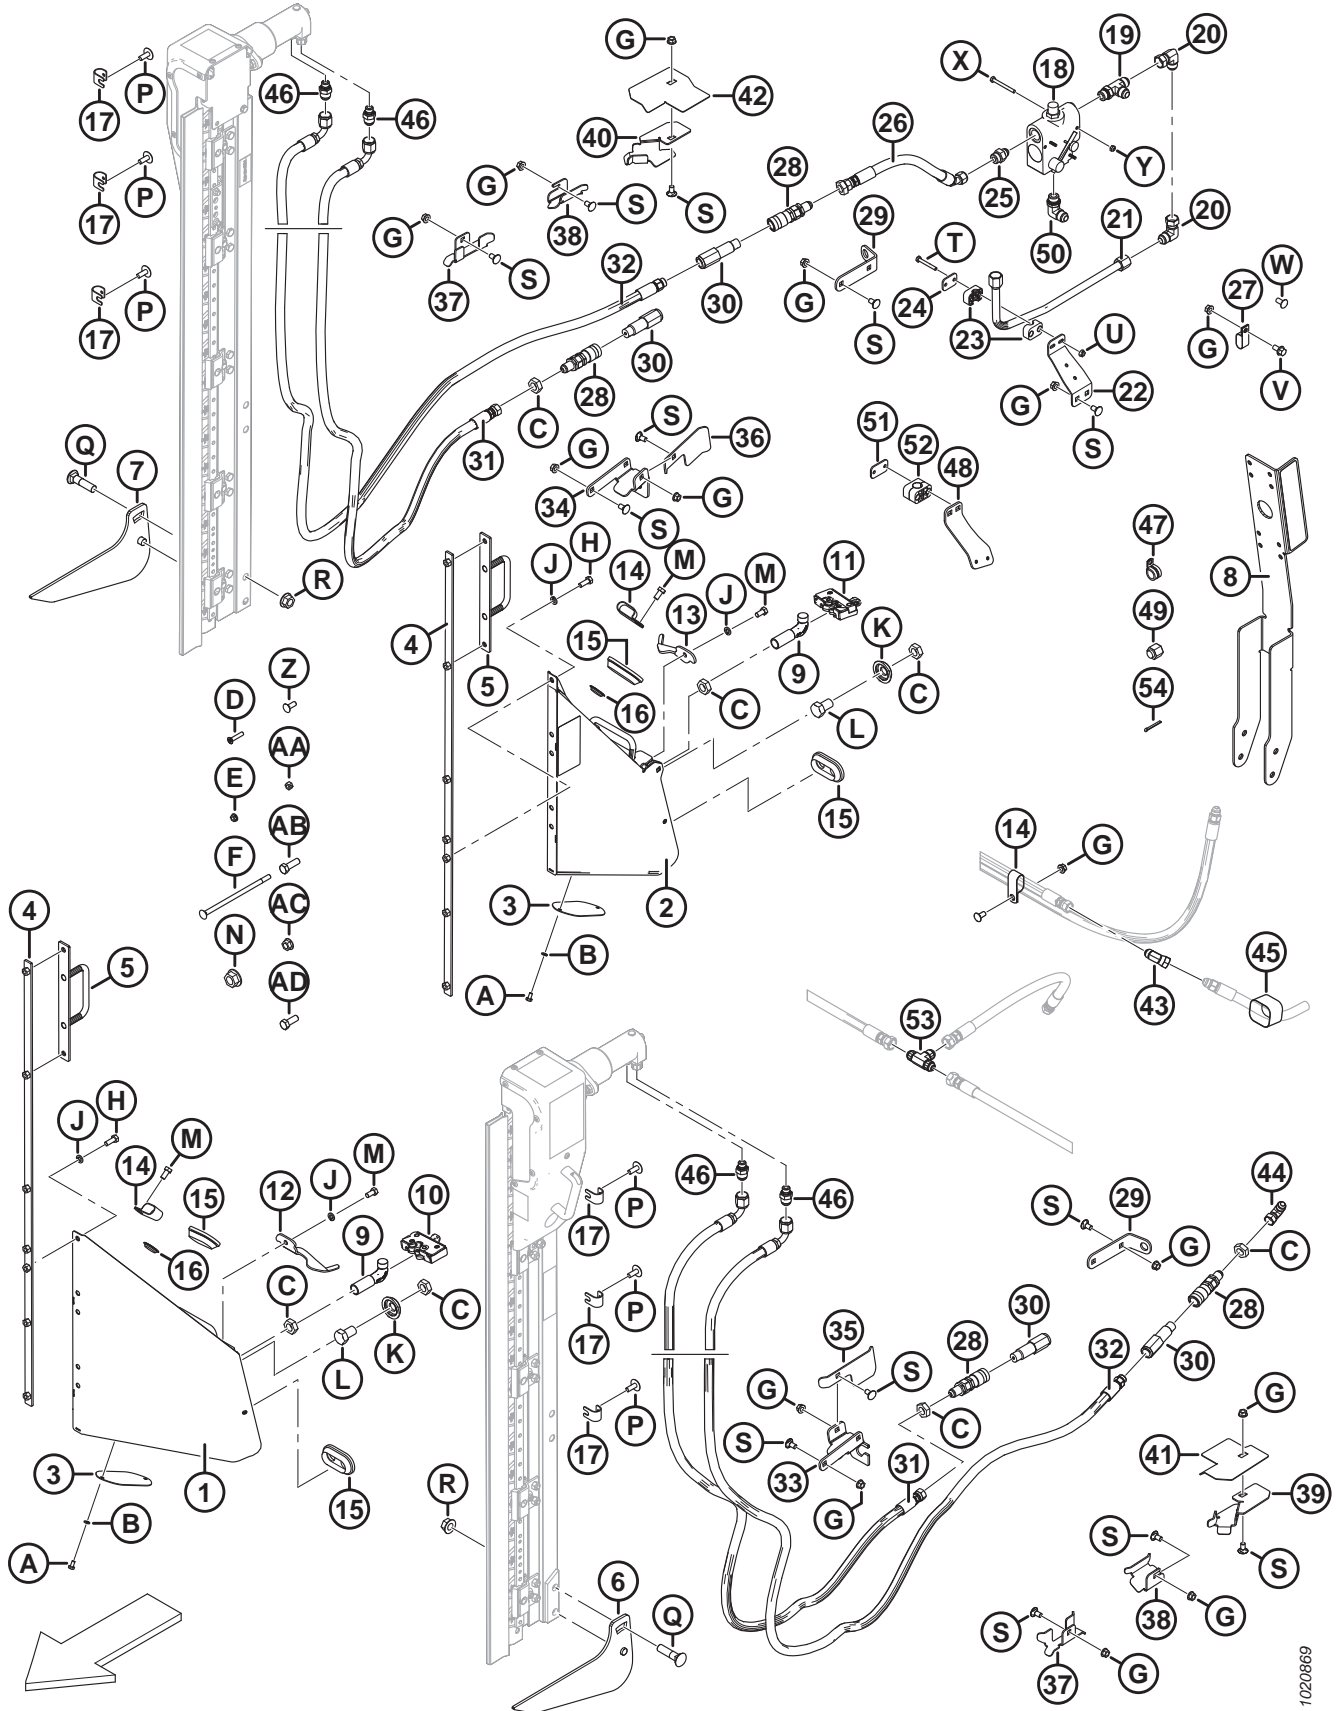 G
X
18
19
20
17
P
46
46
42
40
26
28
Y
17
P
G
S
S
25
38
29
T
50
21
20
G
S
37
32
30
G
24
23
W
27
17
P
30
S
U
G
V
28
C
31
S
36
G
22
S
Q
7
G
34
G
S
51
52
48
R
J
H
14
M
M
11
J
13
K
47
8
49
54
4
15
5
16
9
C
C
L
Z
D
AA
E
AB
F
AC
N
AD
15
14
G
3
2
B
A
43
45
53
4
5
J
H
M
14
15
12
J
M
10
16
9
C
C
K
L
3
1
B
15
A
46
46
P
17
P
17
P
17
R
44
S
29
C
G
28
30
35
28
S
30
32
G
C
S
33
G
31
G
41
39
S
S
6
Q
38
G
S
37
G
1020869